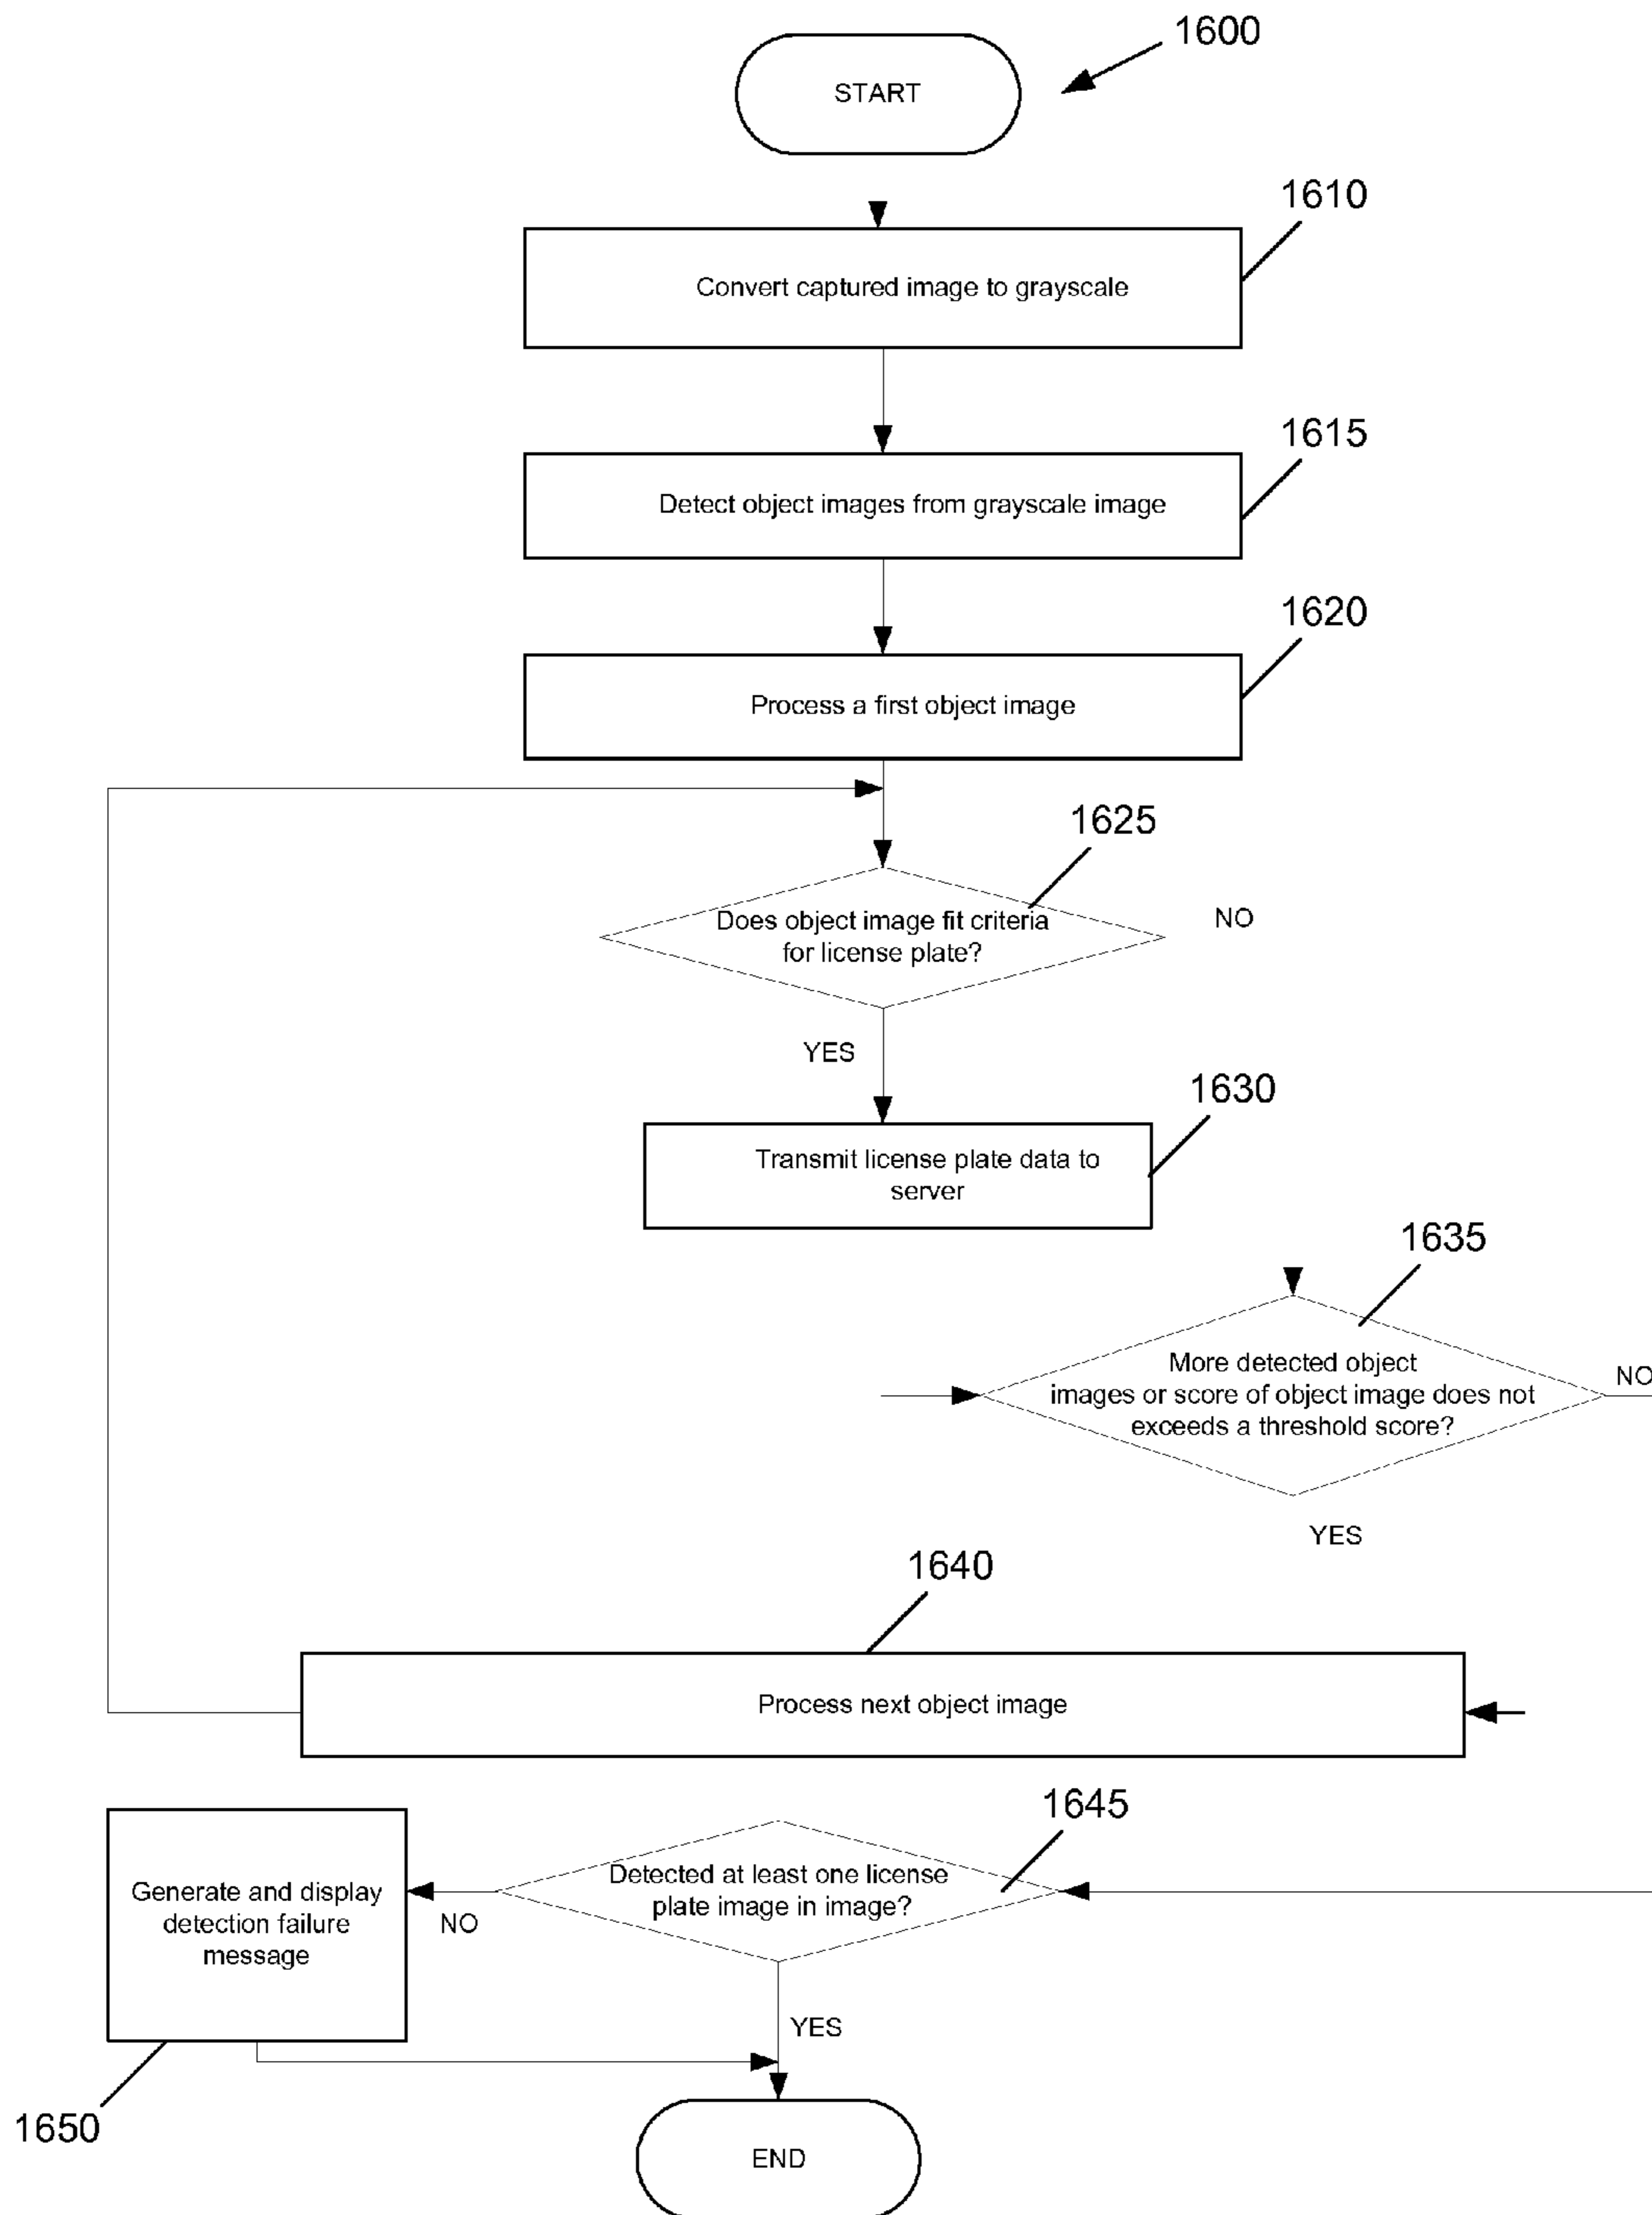 1600
START
1610
Convert captured image to grayscale
1615
Detect object images from grayscale image
1620
Process a first object image
1625
Does object image fit criteria
for license plate?
NO
YES
1630
Transmit license plate data to
server
1635
More detected object
images or score of object image does not
exceeds a threshold score?
NO
YES
1640
Process next object image
1645
Detected at least one license
plate image in image?
Generate and display
detection failure
message
NO
YES
1650
END